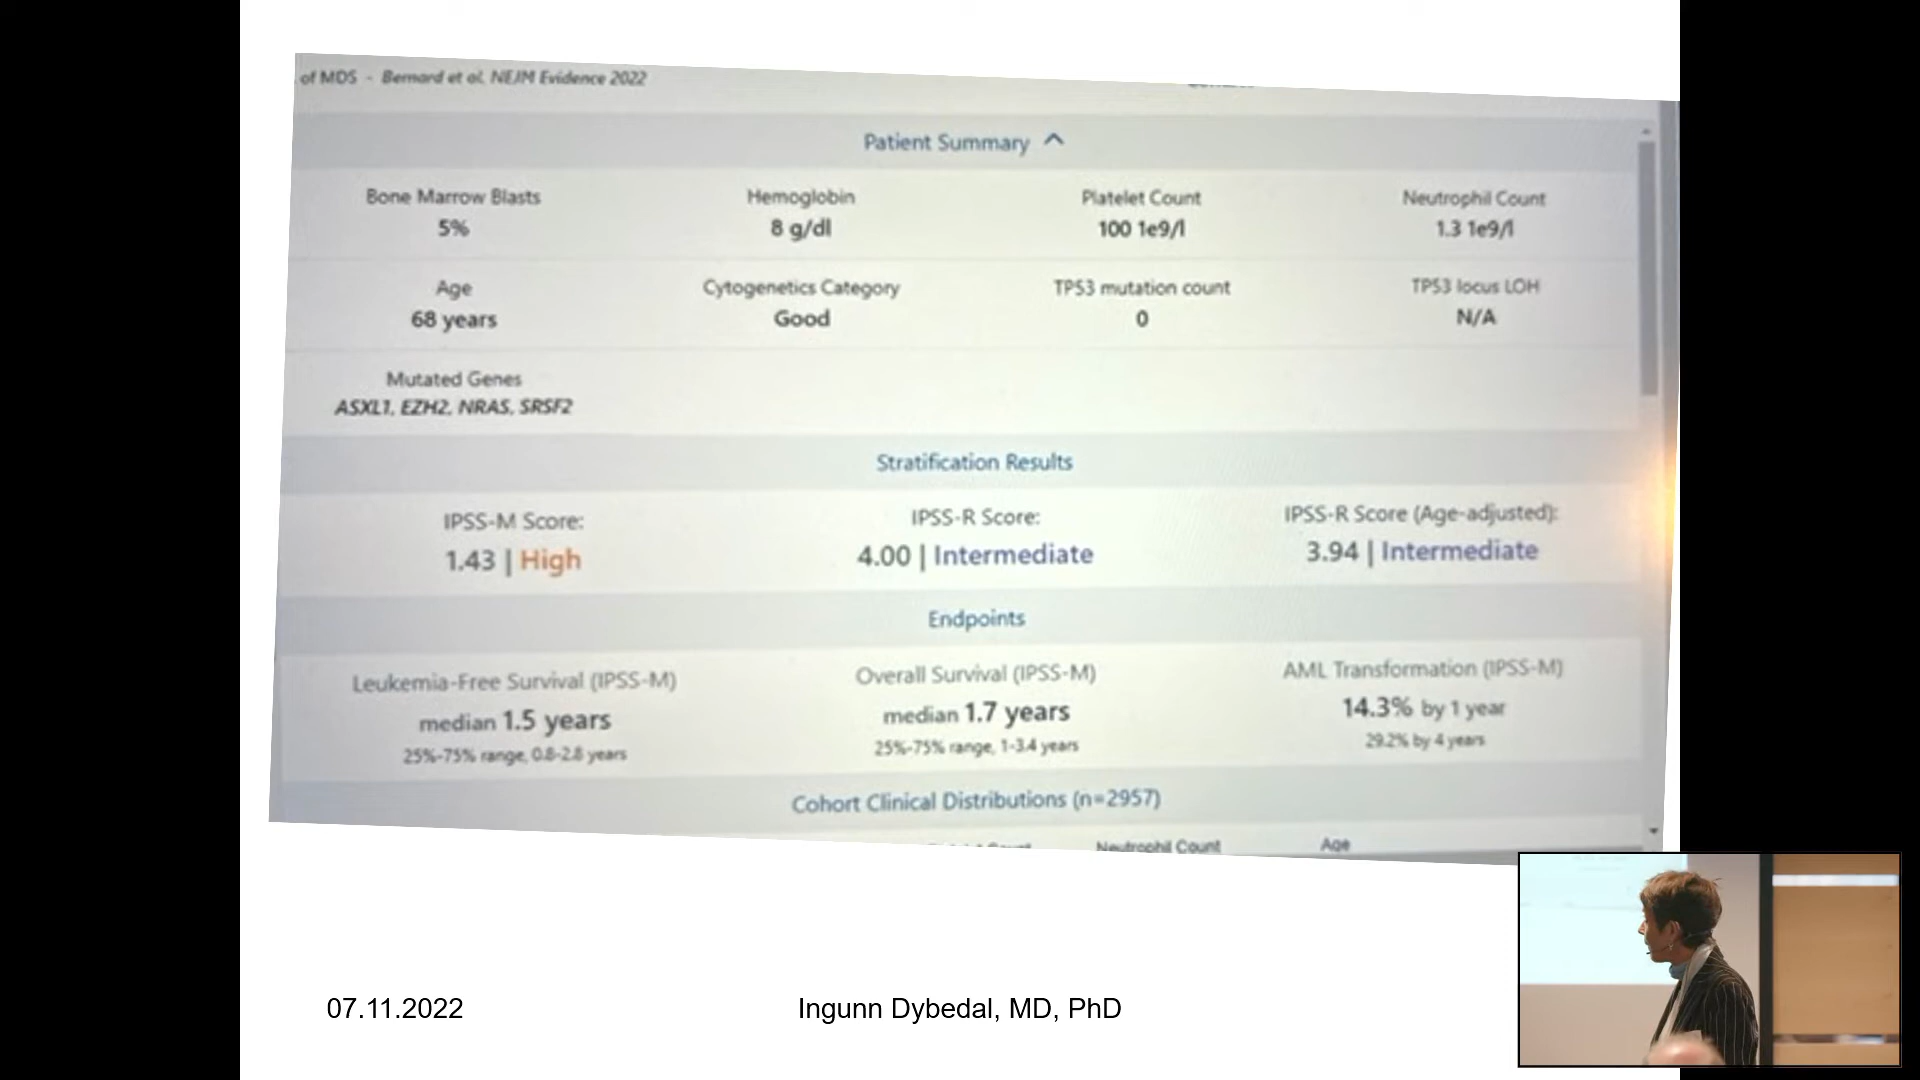 of MDS - Bernard et al, NEJM Evidence 2022
Patient Summary
Bone Marrow Blasts
5%
Hemoglobin
8 g/dl
Platelet Count
100 1e9/l
Neutrophil Count
1.3 1e9/l
Age
68 years
Cytogenetics Category
Good
TP53 mutation count
0
TP53 locus LOH
N/A
Mutated Genes
ASXL1, EZH2, NRAS, SRSF2
Stratification Results
IPSS-M Score:
1.43 | High
IPSS-R Score:
4.00 | Intermediate
IPSS-R Score (Age-adjusted):
3.94 | Intermediate
Endpoints
Leukemia-Free Survival (IPSS-M)
median 1.5 years
25%-75% range, 0.8-2.8 years
Overall Survival (IPSS-M)
median 1.7 years
25%-75% range, 1-3.4 years
AML Transformation (IPSS-M)
14.3% by 1 year
29.2% by 4 years
Cohort Clinical Distributions (n=2957)
Neutrophil Count
Age
07.11.2022
Ingunn Dybedal, MD, PhD